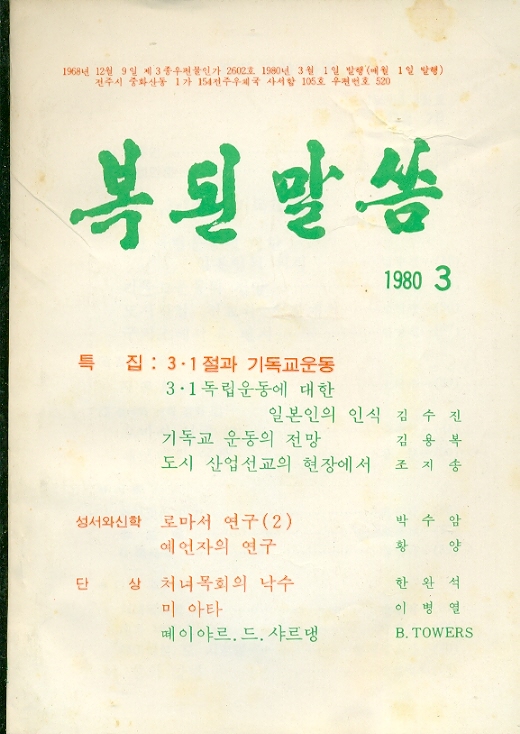 1968년 12월 9일 제3종우편물인가 2602호 1980년 3월 1일 발행(매월 1일 발행)
전주시 중화산동 1가 154전주우체국 사서함 105호 우편번호 520
복된말씀
1980 3
특 집: 3·1절과 기독교운동
3·1독립운동에 대한
일본인의 인식 김수진
기독교 운동의 전망 김용복
도시 산업선교의 현장에서 조지송
성서와신학 로마서 연구(2) 박수암
예언자의 연구 황 양
단 상 처녀목회의 낙수 한완석
미 아타 이병열
떼이야르.드.샤르댕 B.TOWERS